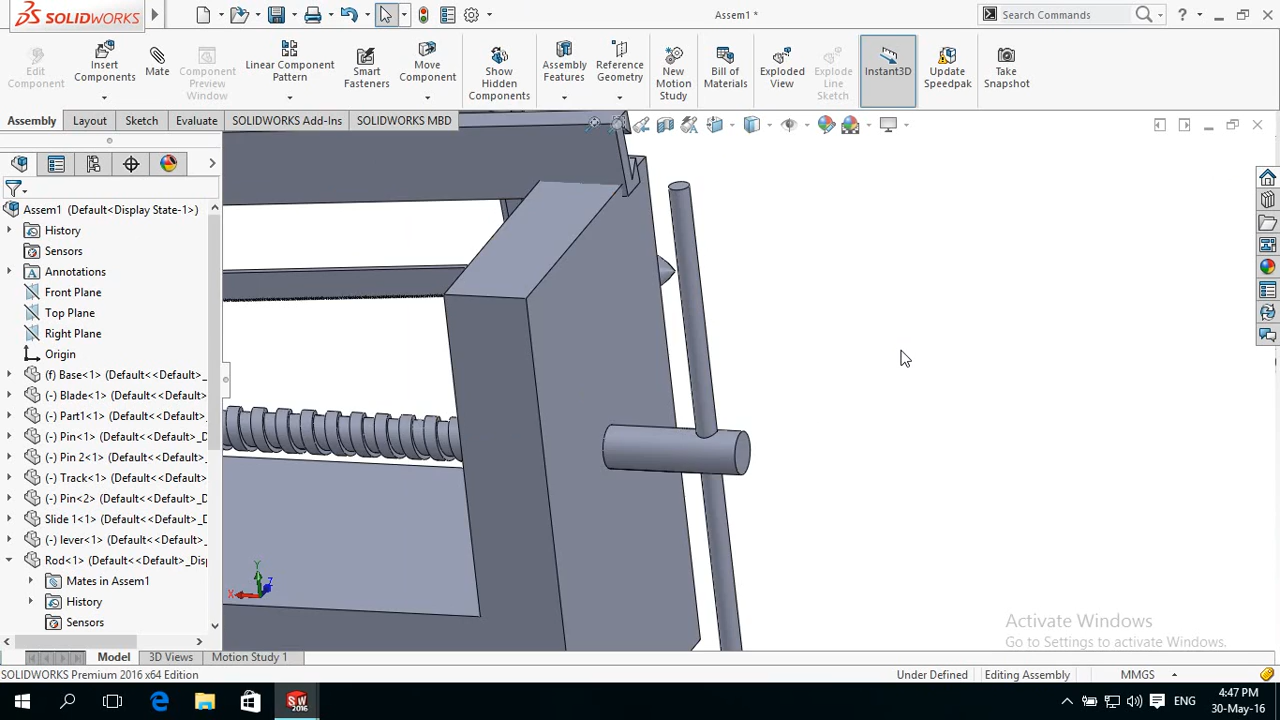 SOLIDWORKS
Assem1 *
Search Commands
Edit Component
Insert Components
Mate
Component Preview Window
Linear Component Pattern
Smart Fasteners
Move Component
Show Hidden Components
Assembly Features
Reference Geometry
New Motion Study
Bill of Materials
Exploded View
Explode Line Sketch
Instant3D
Update Speedpak
Take Snapshot
Assembly
Layout
Sketch
Evaluate
SOLIDWORKS Add-Ins
SOLIDWORKS MBD
Assem1 (Default<Display State-1>)
History
Sensors
Annotations
Front Plane
Top Plane
Right Plane
Origin
(f) Base<1> (Default<<Default>_
(-) Blade<1> (Default<<Default>_
(-) Part1<1> (Default<<Default>_
(-) Pin<1> (Default<<Default>_D
(-) Pin 2<1> (Default<<Default>_
(-) Track<1> (Default<<Default>_
(-) Pin<2> (Default<<Default>_D
Slide 1<1> (Default<<Default>_D
(-) lever<1> (Default<<Default>_
Rod<1> (Default<<Default>_Disp
Mates in Assem1
History
Sensors
Y
X
Z
Activate Windows
Go to Settings to activate Windows.
Model
3D Views
Motion Study 1
SOLIDWORKS Premium 2016 x64 Edition
Under Defined
Editing Assembly
MMGS
SW
2016
ENG
4:47 PM
30-May-16